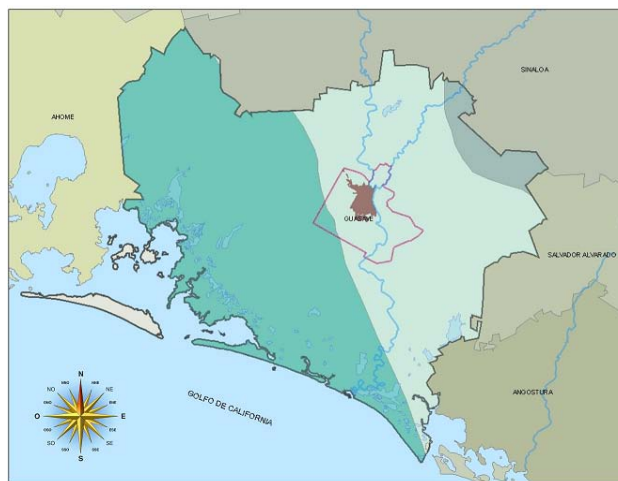 SINALOA
AHOME
GUASAVE
SALVADOR ALVARADO
ANGOSTURA
GOLFO DE CALIFORNIA
N
NO
NE
O
E
SO
SE
S